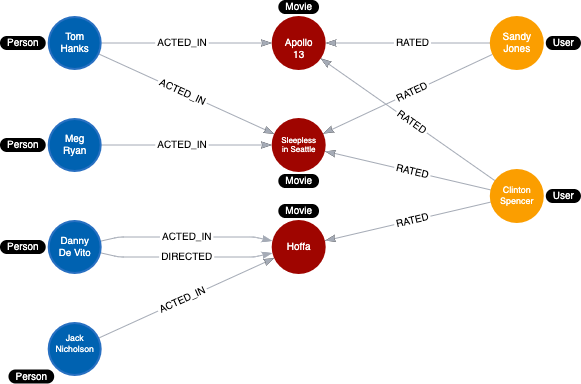 Movie
Person
Tom
Hanks
ACTED_IN
Apollo
13
RATED
Sandy
Jones
User
ACTED_IN
RATED
RATED
Person
Meg
Ryan
ACTED_IN
Sleepless
in Seattle
Movie
RATED
Clinton
Spencer
User
Movie
RATED
Person
Danny
De Vito
ACTED_IN
DIRECTED
Hoffa
ACTED_IN
Jack
Nicholson
Person